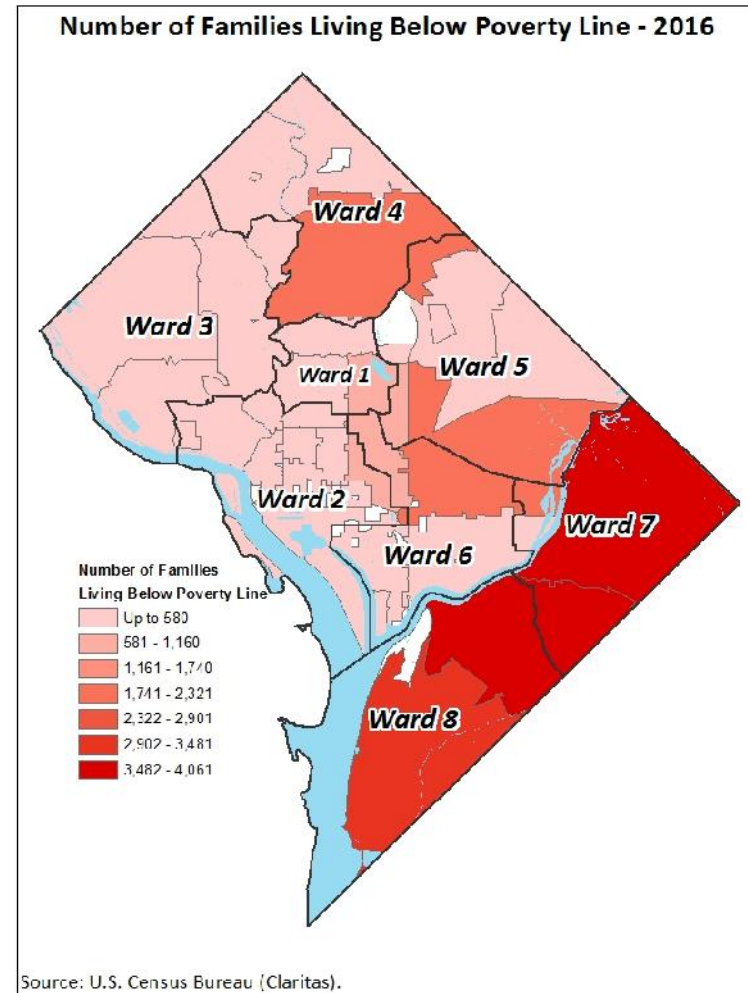 Number of Families Living Below Poverty Line - 2016
Ward 4
Ward 3
Ward 5
Ward 1
Ward 2
Ward 7
Ward 6
Ward 8
Number of Families
Living Below Poverty Line
Up to 580
581 - 1,160
1,161 - 1,740
1,741 - 2,321
2,322 - 2,901
2,902 - 3,481
3,482 - 4,061
Source: U.S. Census Bureau (Claritas).